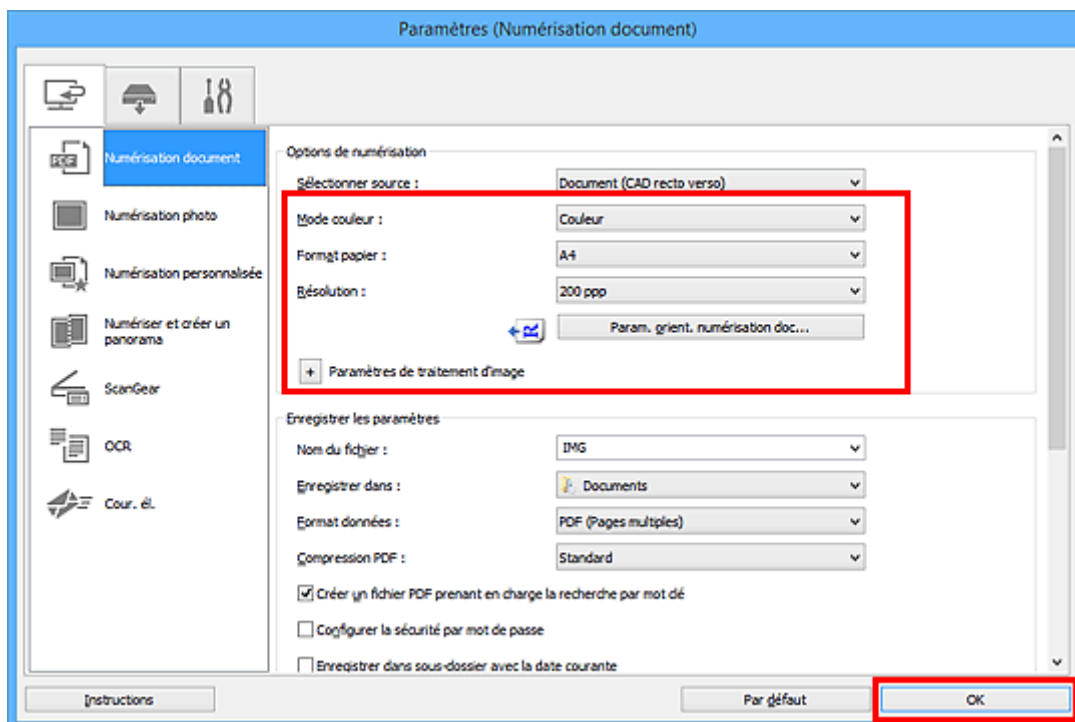 Paramètres (Numérisation document)
PDF
Numérisation document
Numérisation photo
Numérisation personnalisée
Numériser et créer un
panorama
ScanGear
OCR
Cour. él.
Options de numérisation
Sélectionner source : Document (CAD recto verso)
Mode couleur : Couleur
Format papier : A4
Résolution : 200 ppp
Param. orient. numérisation doc...
+ Paramètres de traitement d'image
Enregistrer les paramètres
Nom du fichier : IMG
Enregistrer dans : Documents
Format données : PDF (Pages multiples)
Compression PDF : Standard
Créer un fichier PDF prenant en charge la recherche par mot clé
Configurer la sécurité par mot de passe
Enregistrer dans sous-dossier avec la date courante
Instructions Par défaut OK